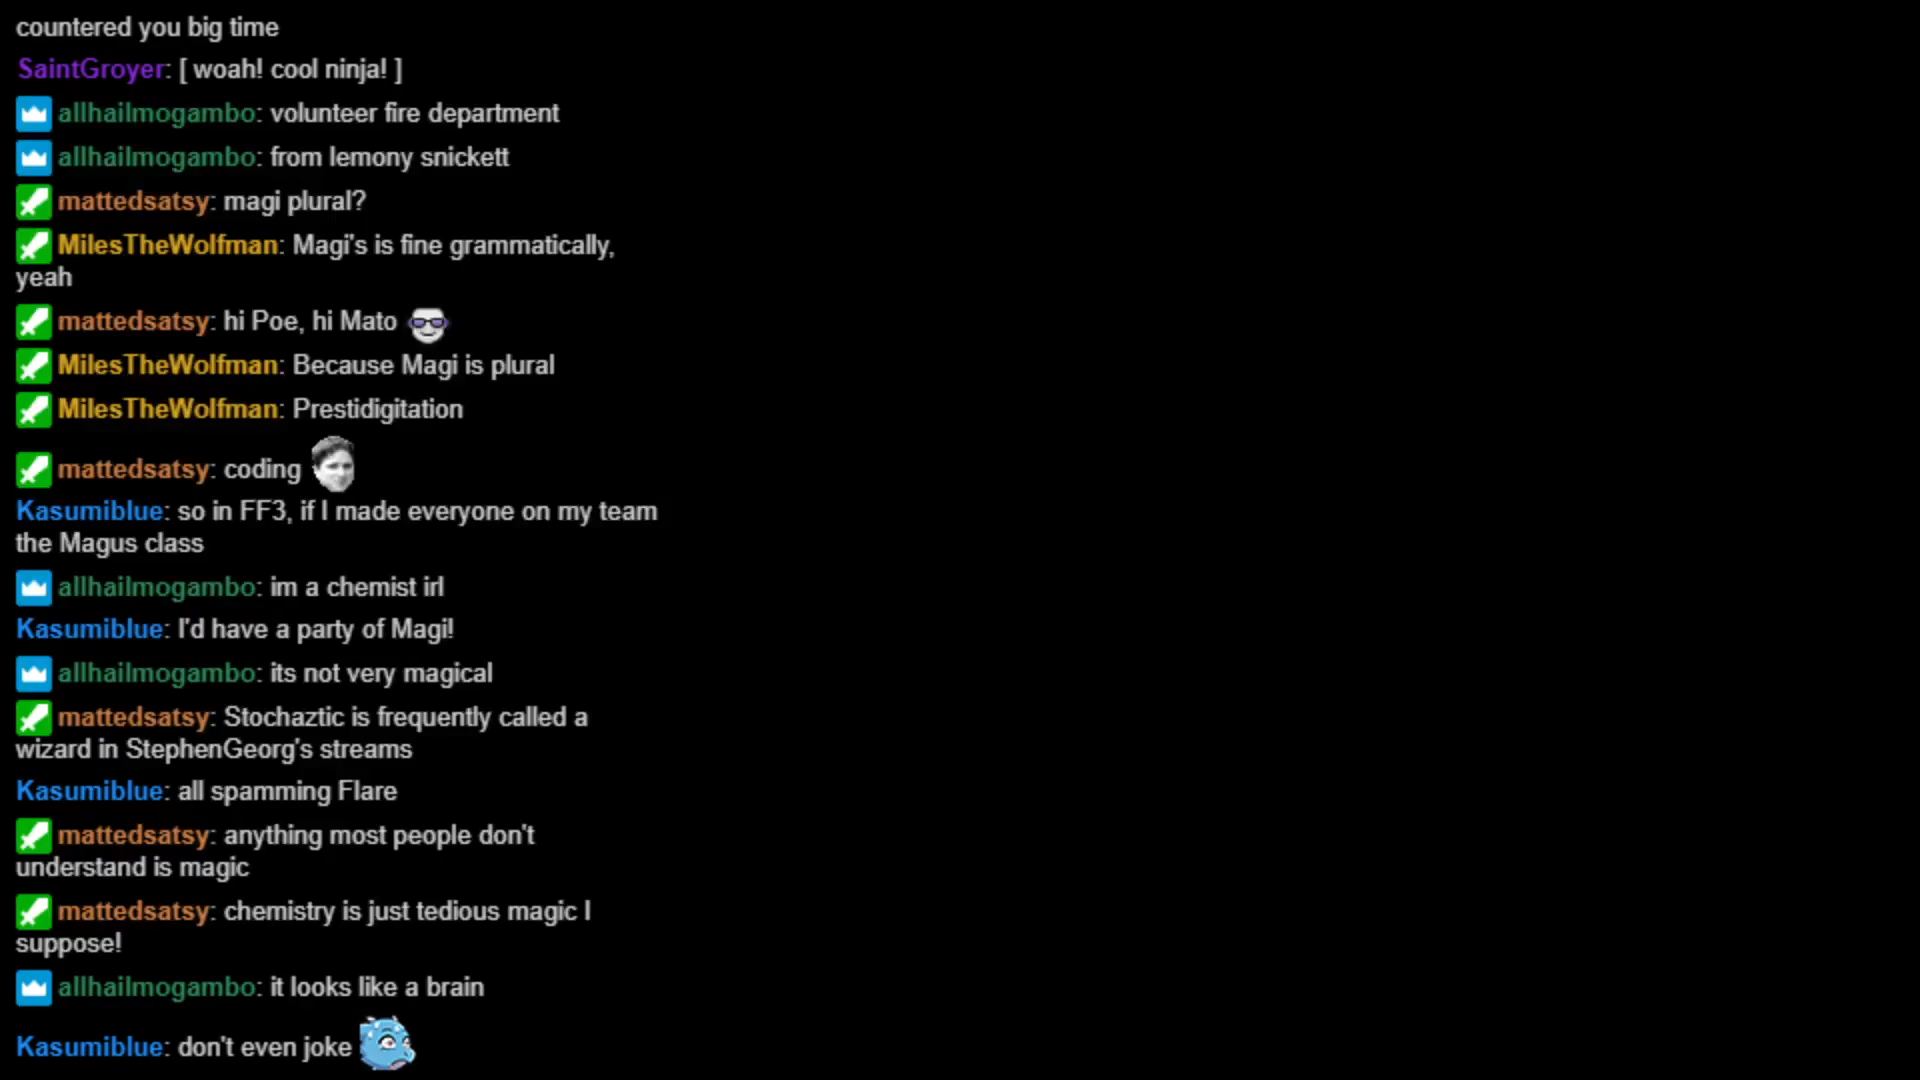 countered you big time
SaintGroyer: [ woah! cool ninja! ]
allhailmogambo: volunteer fire department
allhailmogambo: from lemony snickett
mattedsatsy: magi plural?
MilesTheWolfman: Magi's is fine grammatically,
yeah
mattedsatsy: hi Poe, hi Mato
MilesTheWolfman: Because Magi is plural
MilesTheWolfman: Prestidigitation
mattedsatsy: coding
Kasumiblue: so in FF3, if I made everyone on my team
the Magus class
allhailmogambo: im a chemist irl
Kasumiblue: I'd have a party of Magi!
allhailmogambo: its not very magical
mattedsatsy: Stochaztic is frequently called a
wizard in StephenGeorg's streams
Kasumiblue: all spamming Flare
mattedsatsy: anything most people don't
understand is magic
mattedsatsy: chemistry is just tedious magic I
suppose!
allhailmogambo: it looks like a brain
Kasumiblue: don't even joke